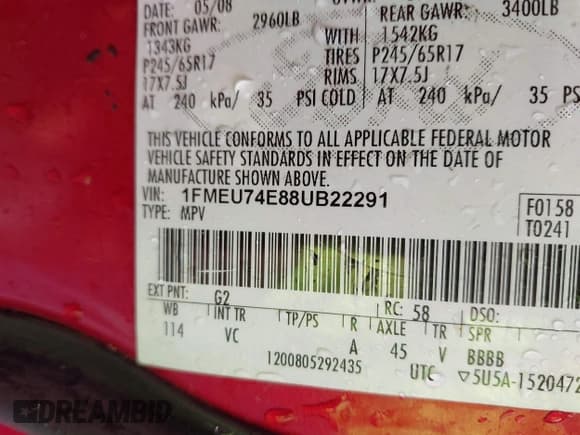 DATE: 05/08
FRONT GAWR: 2960LB REAR GAWR: 3400LB
1343KG WITH 1542KG
P245/65R17 TIRES P245/65R17
17X7.5J RIMS 17X7.5J
AT 240 kPa/ 35 PSI COLD AT 240 kPa/ 35 PSI
THIS VEHICLE CONFORMS TO ALL APPLICABLE FEDERAL MOTOR
VEHICLE SAFETY STANDARDS IN EFFECT ON THE DATE OF
MANUFACTURE SHOWN ABOVE.
VIN: 1FMEU74E88UB22291 F0158
TYPE: MPV T0241
EXT PNT: G2 RC: 58 DSO:
WB INT TR TP/PS R AXLE TR SPR
114 VC A 45 V BBBB
1200805292435 UTC ▽5U5A-1520472
DREAMBID